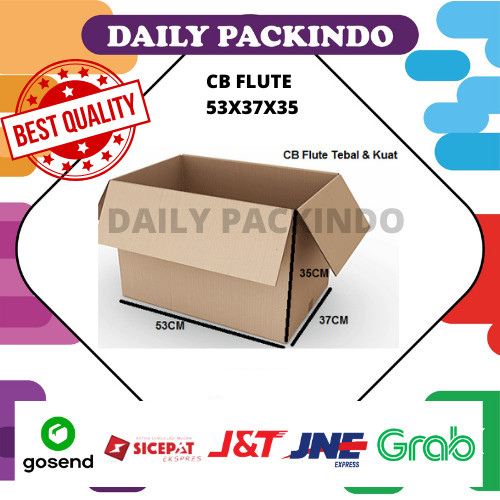 DAILY PACKINDO
CB FLUTE
53X37X35
BEST QUALITY
CB Flute Tebal & Kuat
DAILY PACKINDO
35CM
53CM
37CM
gosend
SICEPAT
EKSPRES
J&T
JNE
EXPRESS
Grab